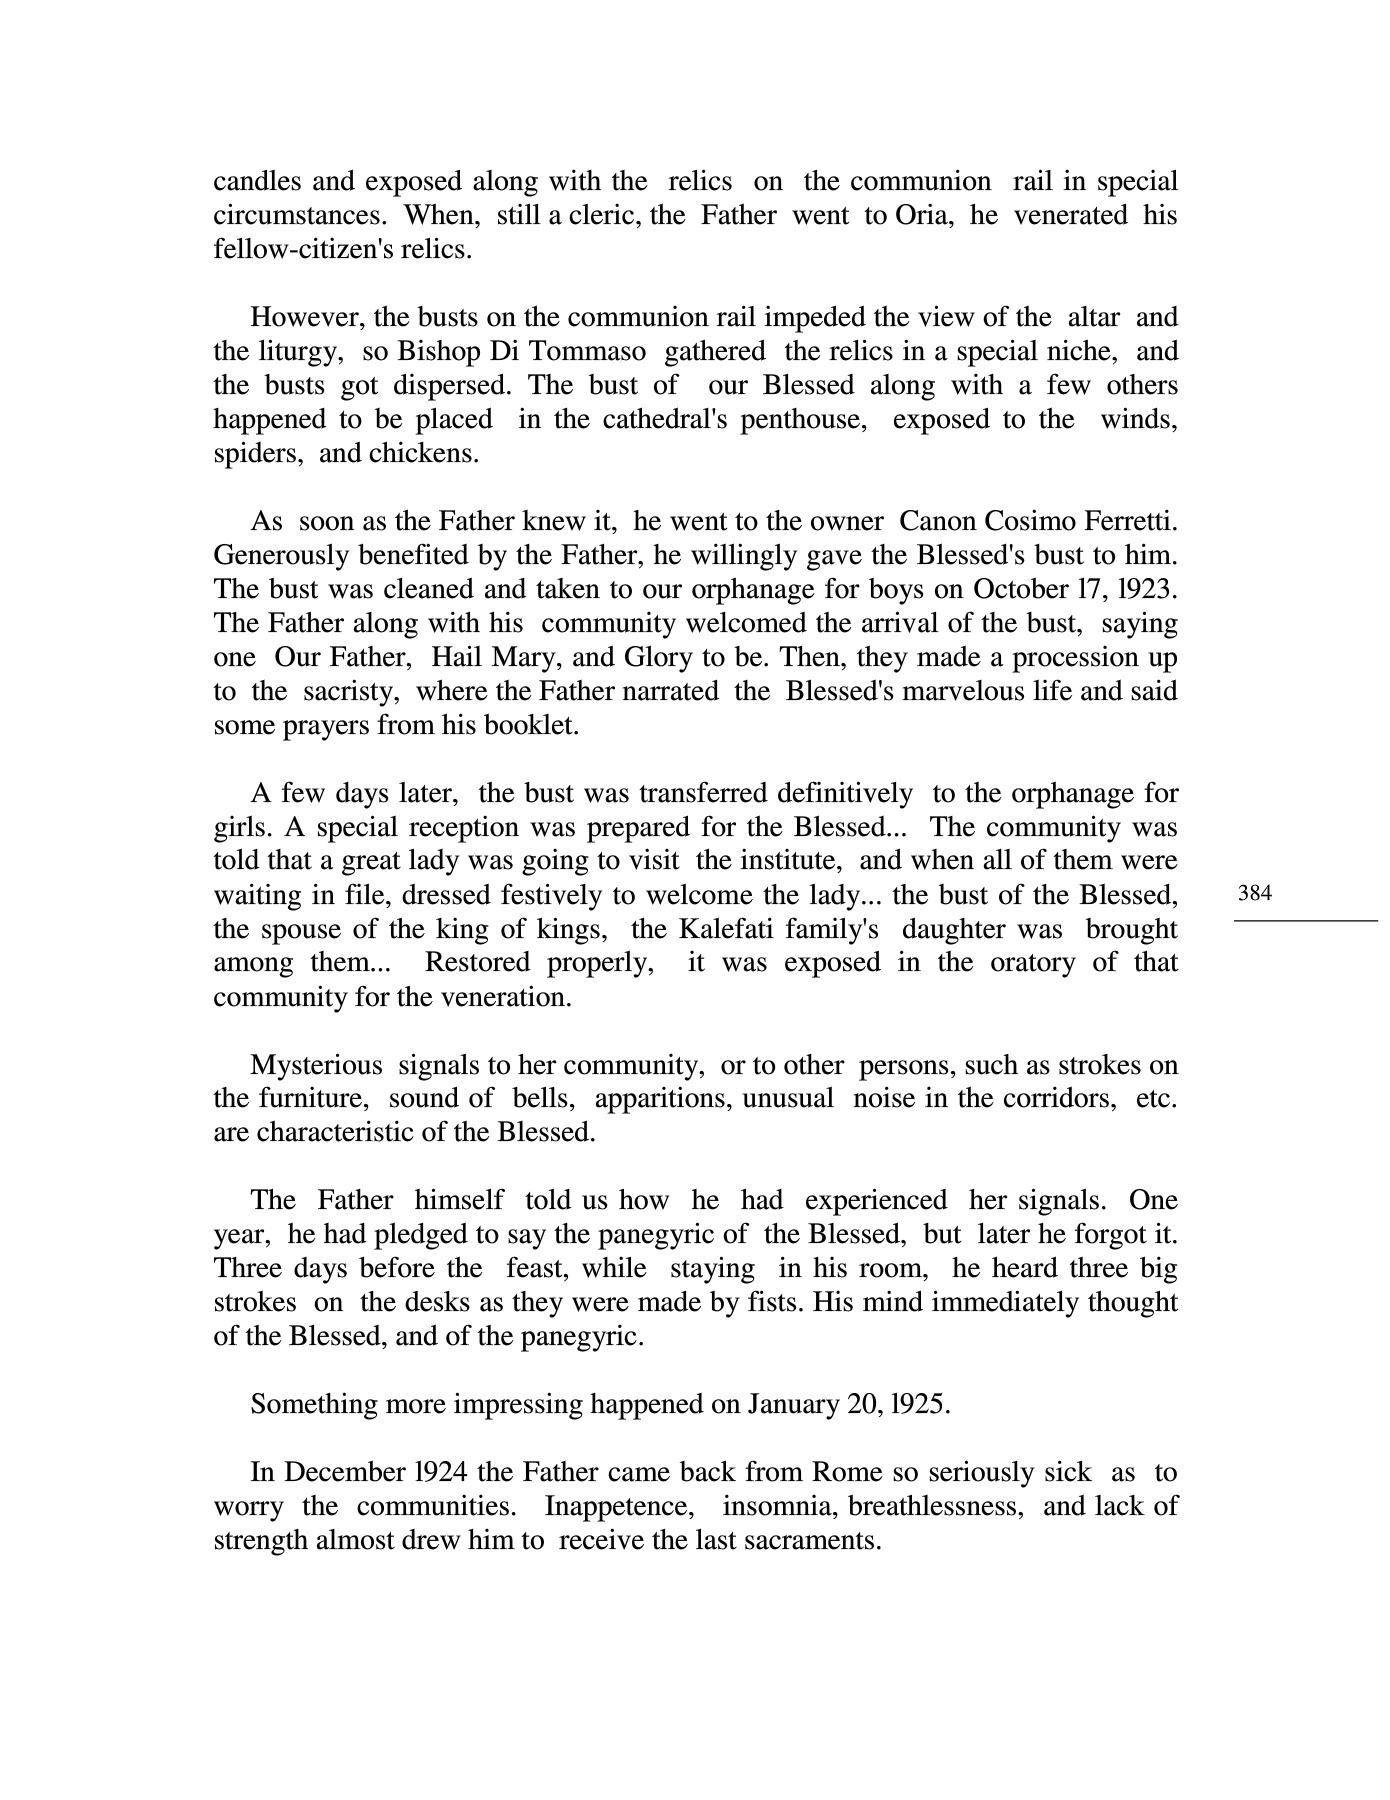 candles and exposed along with the relics on the communion rail in special
circumstances. When, still a cleric, the Father went to Oria, he venerated his
fellow-citizen's relics.
However, the busts on the communion rail impeded the view of the altar and
the liturgy, so Bishop Di Tommaso gathered the relics in a special niche, and
the busts got dispersed. The bust of our Blessed along with a few others
happened to be placed in the cathedral's penthouse, exposed to the winds,
spiders, and chickens.
As soon as the Father knew it, he went to the owner Canon Cosimo Ferretti.
Generously benefited by the Father, he willingly gave the Blessed's bust to him.
The bust was cleaned and taken to our orphanage for boys on October 17, 1923.
The Father along with his community welcomed the arrival of the bust, saying
one Our Father, Hail Mary, and Glory to be. Then, they made a procession up
to the sacristy, where the Father narrated the Blessed's marvelous life and said
some prayers from his booklet.
A few days later, the bust was transferred definitively to the orphanage for
girls. A special reception was prepared for the Blessed... The community was
told that a great lady was going to visit the institute, and when all of them were
waiting in file, dressed festively to welcome the lady... the bust of the Blessed,
the spouse of the king of kings, the Kalefati family's daughter was brought
among them... Restored properly, it was exposed in the oratory of that
community for the veneration.
384
Mysterious signals to her community, or to other persons, such as strokes on
the furniture, sound of bells, apparitions, unusual noise in the corridors, etc.
are characteristic of the Blessed.
The Father himself told us how he had experienced her signals. One
year, he had pledged to say the panegyric of the Blessed, but later he forgot it.
Three days before the feast, while staying in his room, he heard three big
strokes on the desks as they were made by fists. His mind immediately thought
of the Blessed, and of the panegyric.
Something more impressing happened on January 20, 1925.
In December 1924 the Father came back from Rome so seriously sick as to
worry the communities. Inappetence, insomnia, breathlessness, and lack of
strength almost drew him to receive the last sacraments.